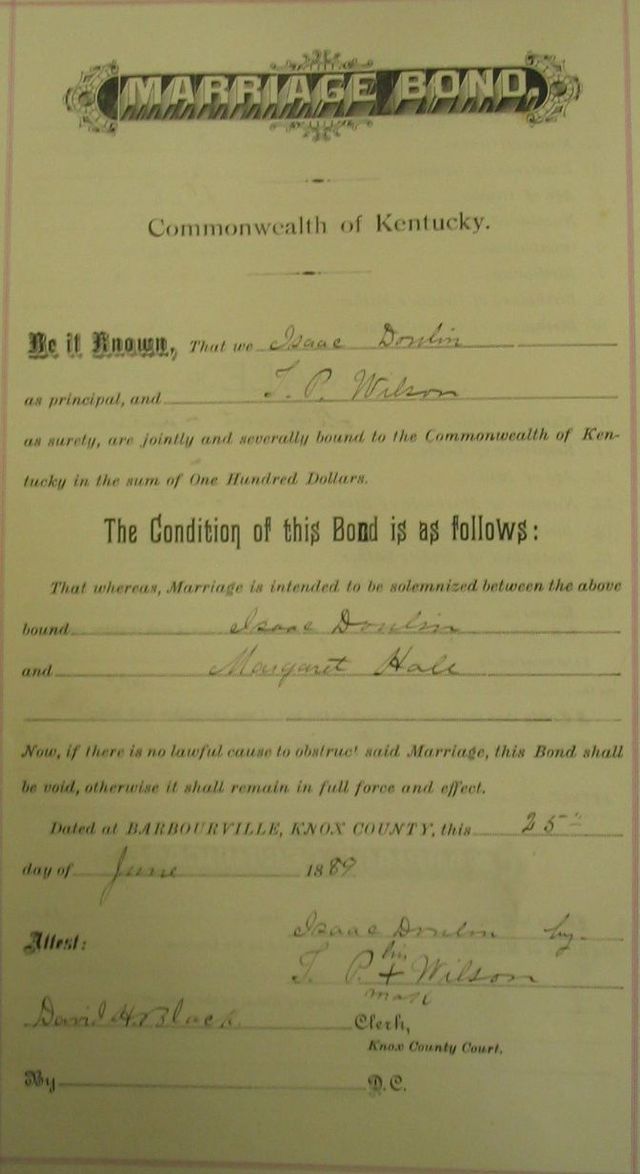 MARRIAGE BOND,
Commonwealth of Kentucky.
Be it Known, That we Isaac Donlin
as principal, and T. P. Wilson
as surety, are jointly and severally bound to the Commonwealth of Ken-
tucky in the sum of One Hundred Dollars.
The Condition of this Bond is as follows:
That whereas, Marriage is intended to be solemnized between the above
bound Isaac Donlin
and Margaret Hale
Now, if there is no lawful cause to obstruct said Marriage, this Bond shall
be void, otherwise it shall remain in full force and effect.
Dated at BARBOURVILLE, KNOX COUNTY, this 25
day of June 1889
Isaac Donlin by
Attest:
his
T. P. + Wilson
mark
David H. Black Clerk,
Knox County Court.
By D. C.